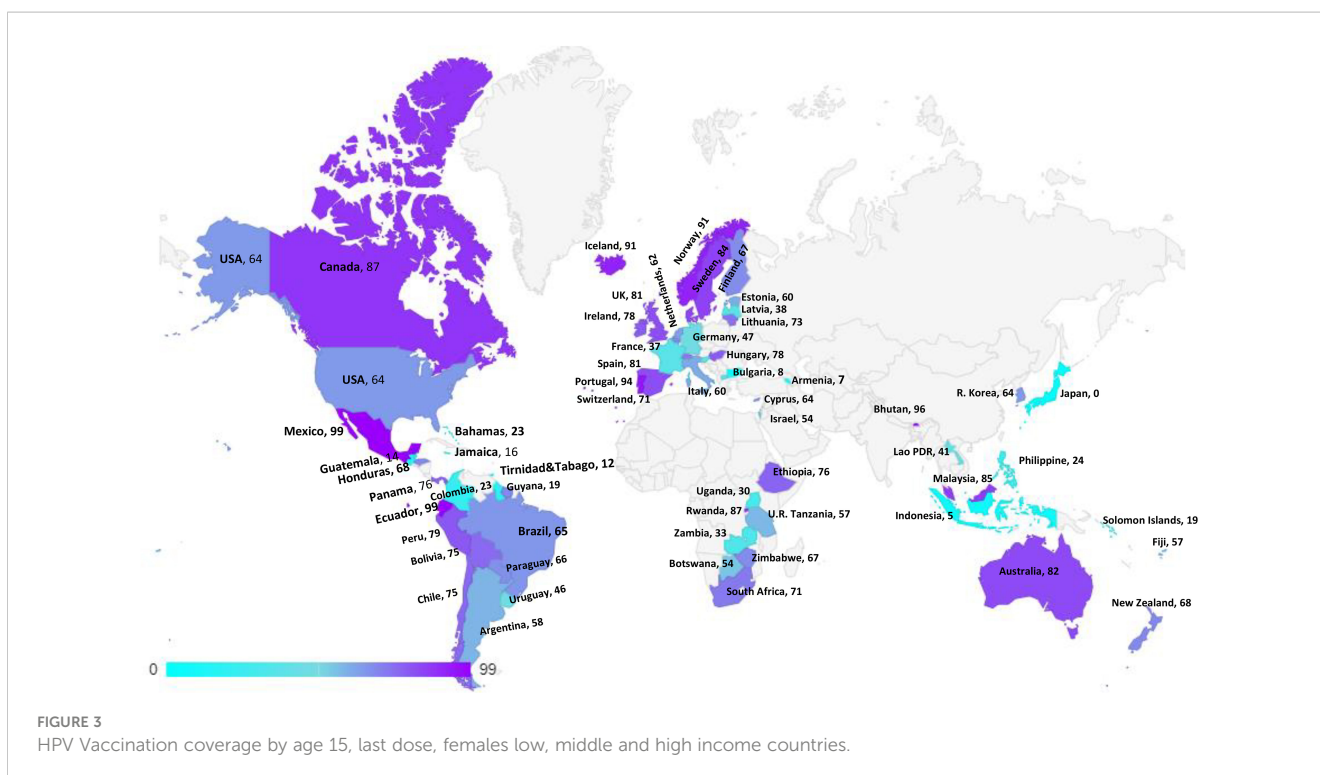 USA, 64
Canada, 87
USA, 64
Mexico, 99
Bahamas, 23
Jamaica, 16
Guatemala, 14
Honduras, 68
Tirnidad&Tabago, 12
Panama, 76
Colombia, 23
Guyana, 19
Ecuador, 99
Peru, 79
Brazil, 65
Bolivia, 75
Paraguay, 66
Chile, 75
Uruguay, 46
Argentina, 58
Iceland, 91
Norway, 91
Sweden, 84
Finland, 67
Netherlands, 62
UK, 81
Ireland, 78
Estonia, 60
Latvia, 38
Lithuania, 73
Germany, 47
France, 37
Hungary, 78
Spain, 81
Bulgaria, 8
Portugal, 94
Armenia, 7
Italy, 60
Switzerland, 71
Cyprus, 64
Israel, 54
R. Korea, 64
Japan, 0
Bhutan, 96
Lao PDR, 41
Philippine, 24
Malaysia, 85
Indonesia, 5
Solomon Islands, 19
Fiji, 57
Ethiopia, 76
Uganda, 30
Rwanda, 87
U.R. Tanzania, 57
Zambia, 33
Botswana, 54
Zimbabwe, 67
South Africa, 71
Australia, 82
New Zealand, 68
0
99
FIGURE 3
HPV Vaccination coverage by age 15, last dose, females low, middle and high income countries.